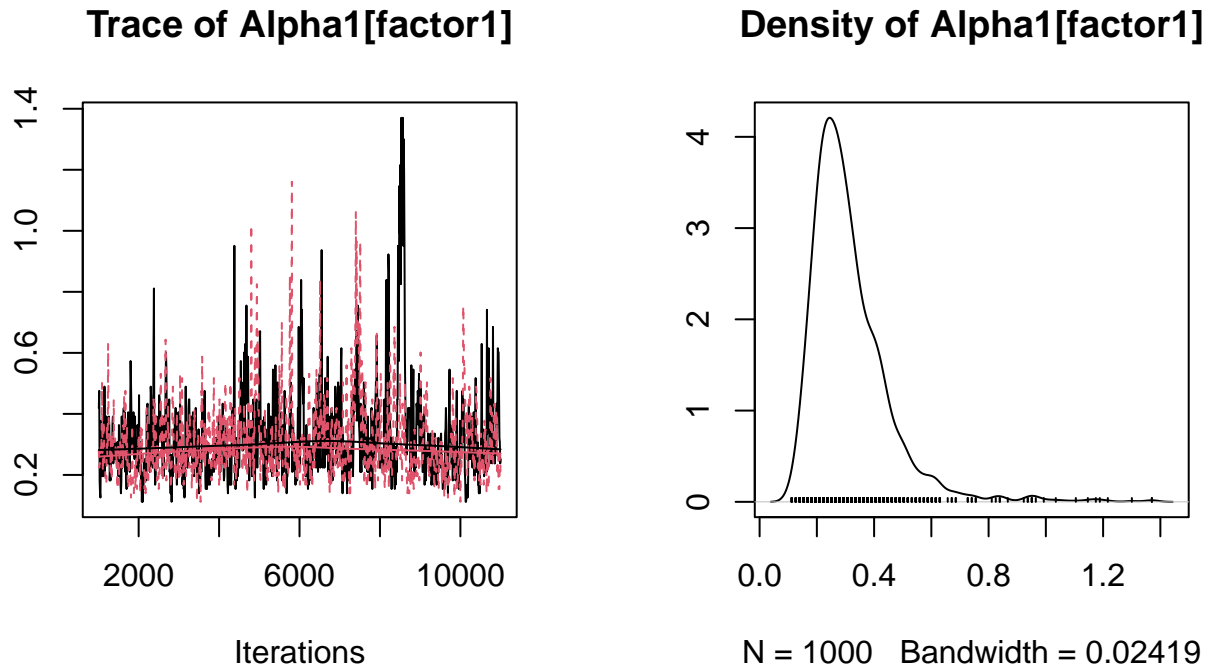 Trace of Alpha1[factor1]
1.4
1.0
0.6
0.2
2000 6000 10000
Iterations
Density of Alpha1[factor1]
4
3
2
1
0
0.0 0.4 0.8 1.2
N = 1000 Bandwidth = 0.02419